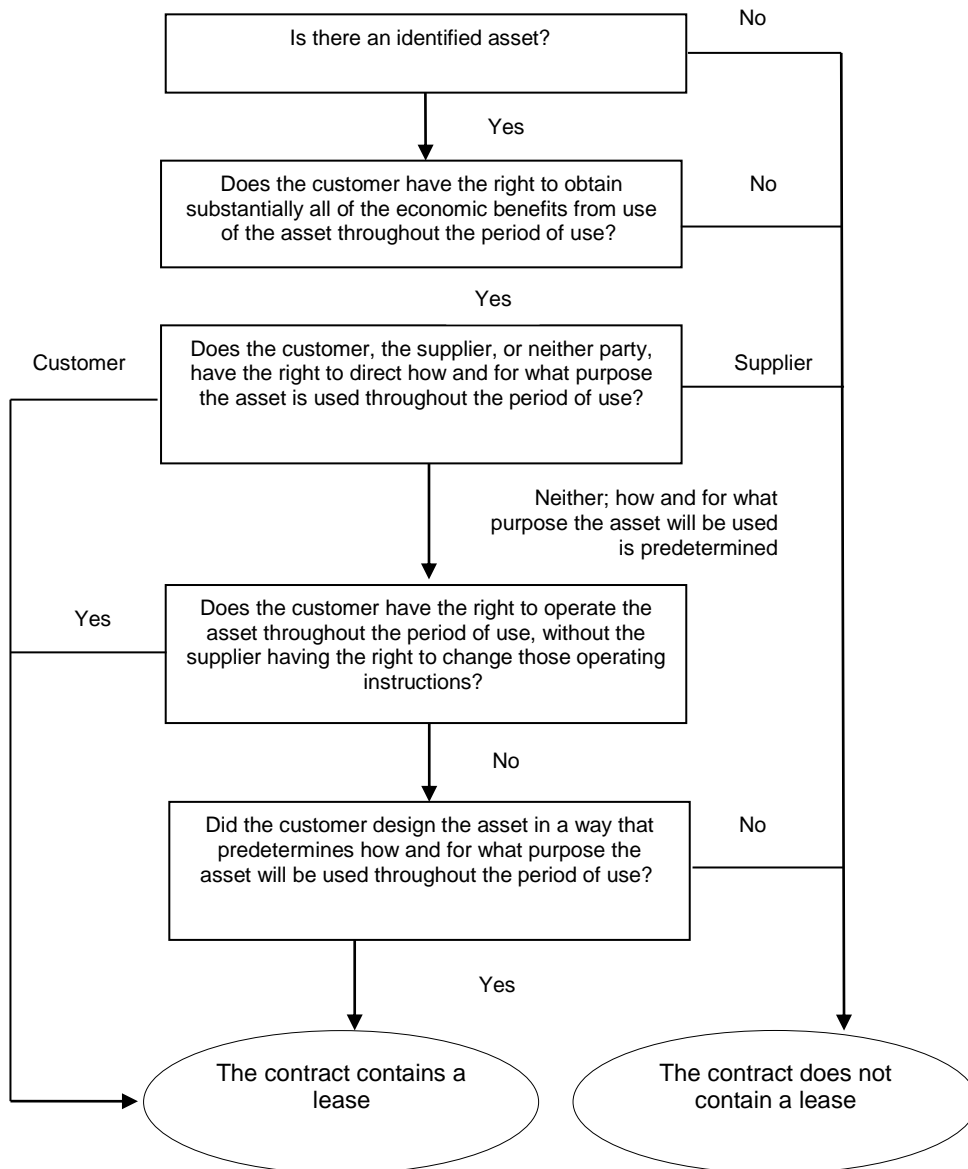 No
Is there an identified asset?
Yes
Does the customer have the right to obtain
substantially all of the economic benefits from use
of the asset throughout the period of use?
No
Yes
Customer
Does the customer, the supplier, or neither party,
have the right to direct how and for what purpose
the asset is used throughout the period of use?
Supplier
Neither; how and for what
purpose the asset will be used
is predetermined
Yes
Does the customer have the right to operate the
asset throughout the period of use, without the
supplier having the right to change those operating
instructions?
No
Did the customer design the asset in a way that
predetermines how and for what purpose the
asset will be used throughout the period of use?
No
Yes
The contract contains a
lease
The contract does not
contain a lease